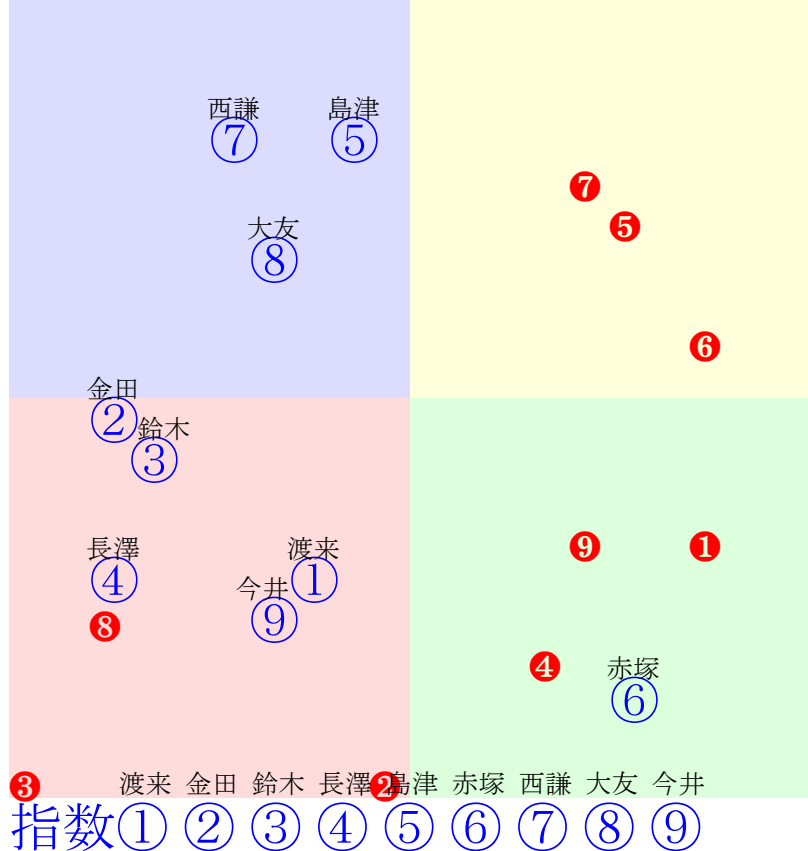 西謙 島津
⑦ ⑤
❼
❺
大友
⑧
❻
金田
② 鈴木
③
長澤 渡来 ❾ ❶
④ ① 今井
❽ ⑨
❹ 赤塚
⑥
❸ 渡来 金田 鈴木 長澤 ❷ 島津 赤塚 西謙 大友 今井
指数 ① ② ③ ④ ⑤ ⑥ ⑦ ⑧ ⑨